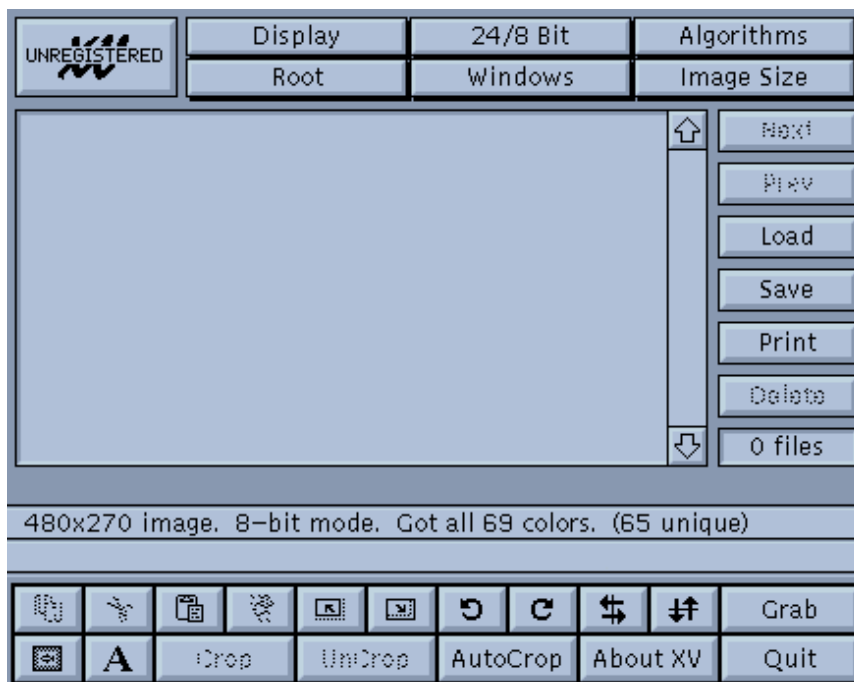 UNREGISTERED
Display 24/8 Bit Algorithms
Root Windows Image Size
Next
Prev
Load
Save
Print
Delete
0 files
480x270 image. 8-bit mode. Got all 69 colors. (65 unique)
Grab
A Crop UnCrop AutoCrop About XV Quit